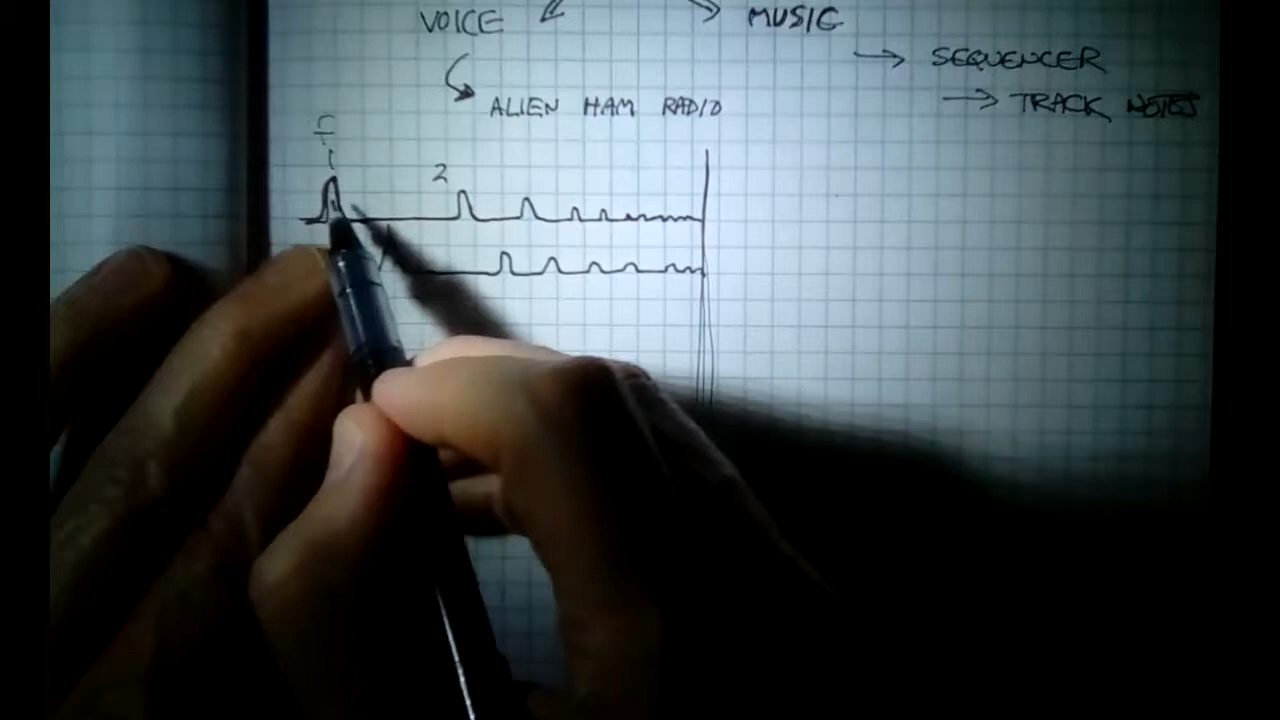 VOICE MUSIC
SEQUENCER
ALIEN HAM RADIO
TRACK NOTES
F
2